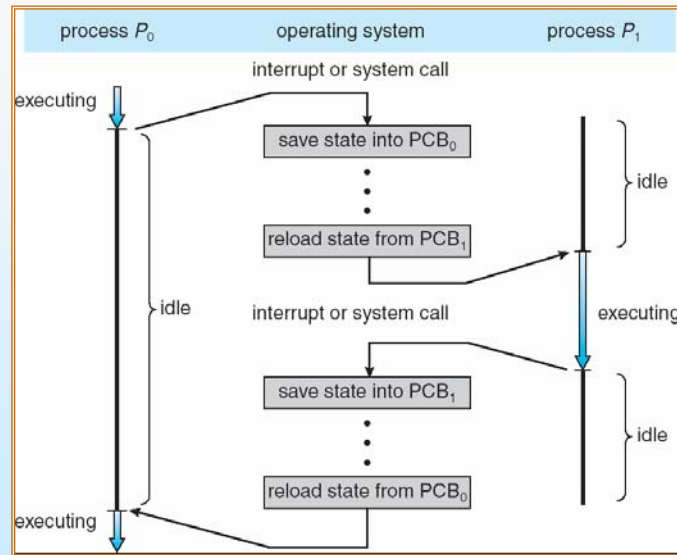 process P₀ operating system process P₁
interrupt or system call
executing
save state into PCB₀
idle
reload state from PCB₁
idle
interrupt or system call
executing
save state into PCB₁
idle
reload state from PCB₀
executing